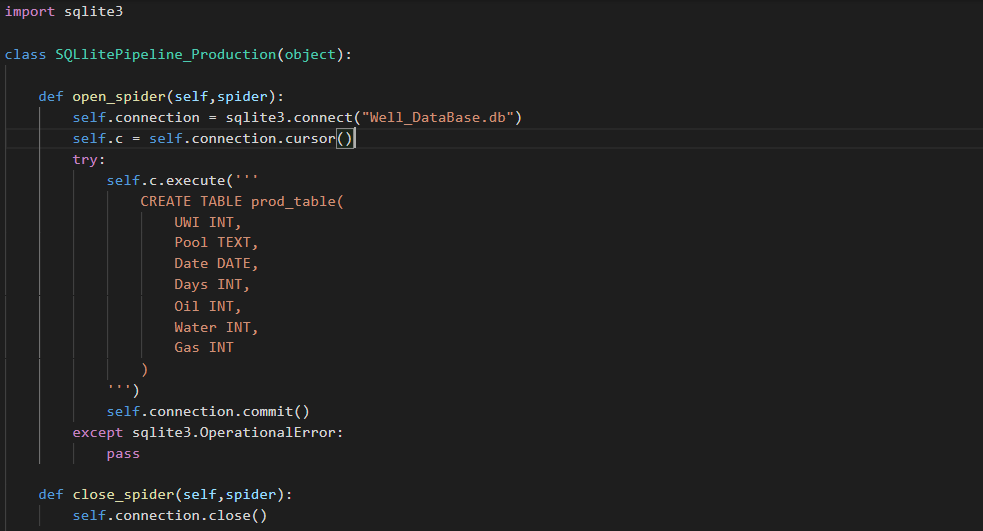 import sqlite3
class SQLlitePipeline_Production(object):
def open_spider(self,spider):
self.connection = sqlite3.connect("Well_DataBase.db")
self.c = self.connection.cursor()
try:
self.c.execute('''
CREATE TABLE prod_table(
UWI INT,
Pool TEXT,
Date DATE,
Days INT,
Oil INT,
Water INT,
Gas INT
)
''')
self.connection.commit()
except sqlite3.OperationalError:
pass
def close_spider(self,spider):
self.connection.close()